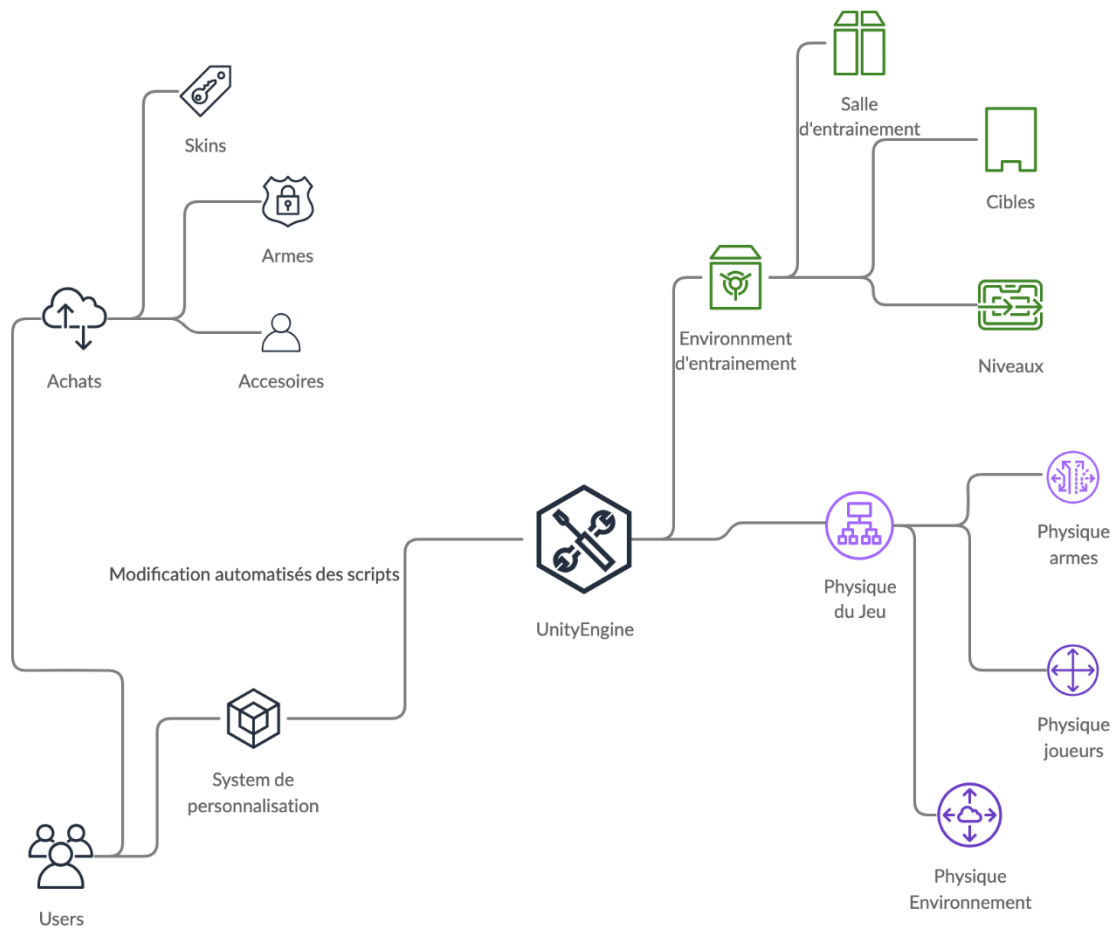 Salle
d'entrainement
Skins
Cibles
Armes
Environnment
d'entrainement
Niveaux
Achats
Accesoires
Physique
armes
Modification automatisés des scripts
Physique
du Jeu
UnityEngine
Physique
joueurs
System de
personnalisation
Physique
Environnement
Users